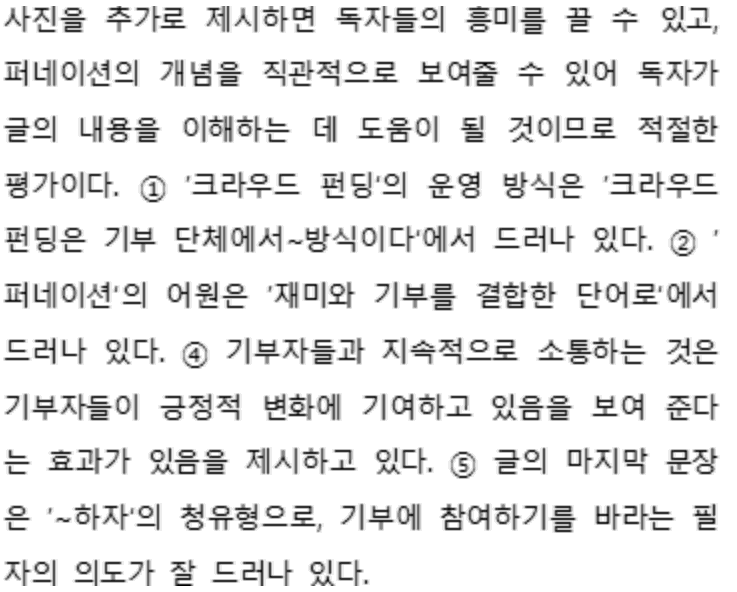 사진을 추가로 제시하면 독자들의 흥미를 끌 수 있고,
퍼네이션의 개념을 직관적으로 보여줄 수 있어 독자가
글의 내용을 이해하는 데 도움이 될 것이므로 적절한
평가이다. ① '크라우드 펀딩'의 운영 방식은 '크라우드
펀딩은 기부 단체에서~방식이다'에서 드러나 있다. ② '
퍼네이션'의 어원은 '재미와 기부를 결합한 단어로'에서
드러나 있다. ④ 기부자들과 지속적으로 소통하는 것은
기부자들이 긍정적 변화에 기여하고 있음을 보여 준다
는 효과가 있음을 제시하고 있다. ⑤ 글의 마지막 문장
은 '~하자'의 청유형으로, 기부에 참여하기를 바라는 필
자의 의도가 잘 드러나 있다.